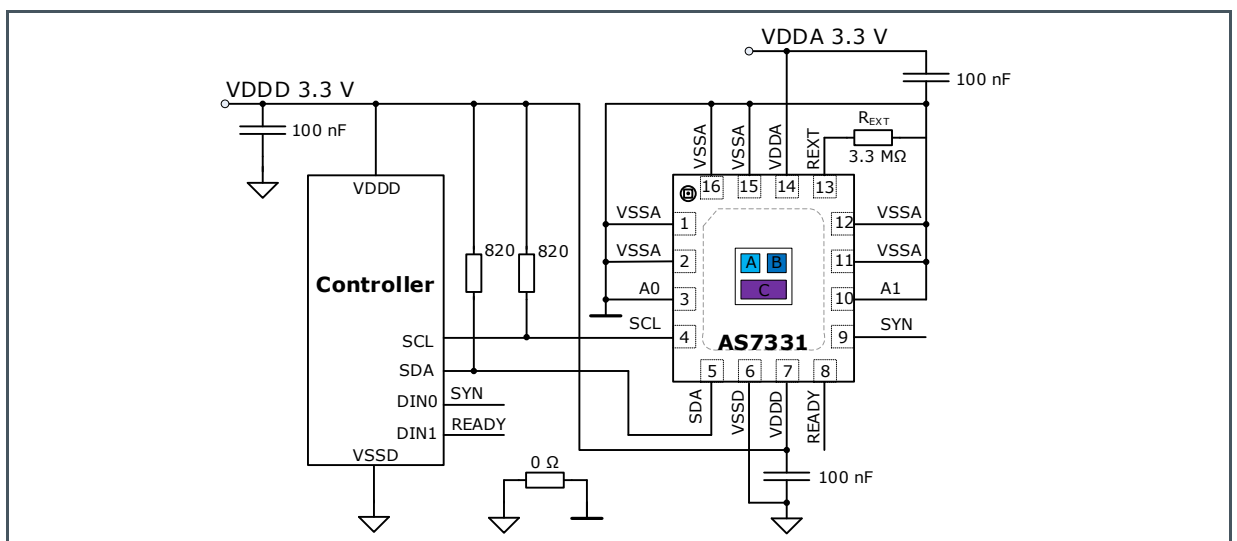 VDDA 3.3 V
100 nF
VDDD 3.3 V
100 nF
VSSA
VSSA
VDDA
REXT
REXT
3.3 MΩ
16
15
14
13
VDDD
VSSA
1
12
VSSA
820
820
VSSA
2
A
B
11
VSSA
Controller
A0
3
C
10
A1
SCL
4
AS7331
9
SYN
SCL
SDA
5
6
7
8
DIN0
SYN
SDA
VSSD
VDDD
READY
DIN1
READY
VSSD
0 Ω
100 nF